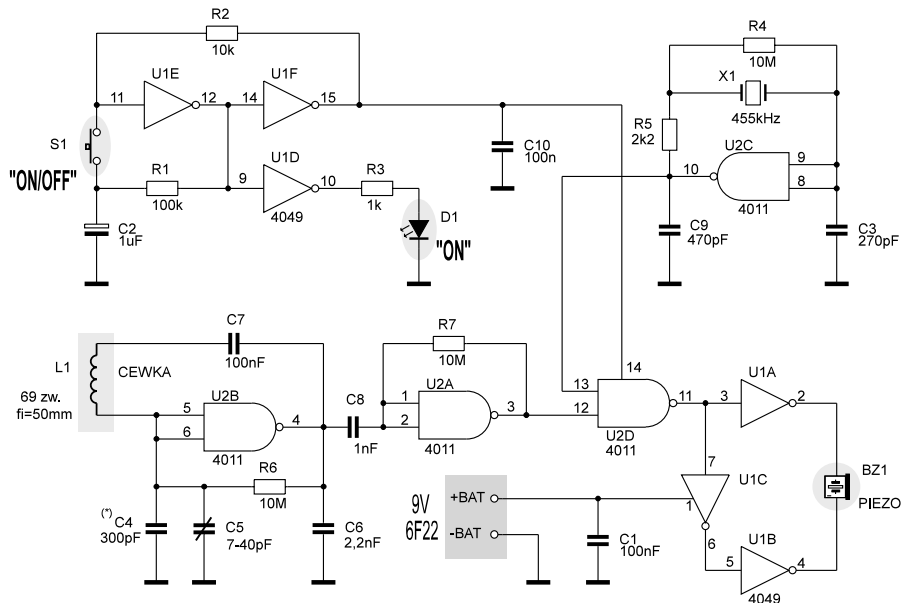 R2
10k
U1E
U1F
11
12
14
15
S1
"ON/OFF"
R1
100k
9
U1D
10
4049
R3
1k
C2
1uF
D1
"ON"
C10
100n
R4
10M
X1
455kHz
R5
2k2
U2C
10
9
8
4011
C9
470pF
C3
270pF
L1
CEWKA
69 zw.
fi=50mm
C7
100nF
U2B
5
6
4
4011
C8
1nF
R7
10M
U2A
1
2
3
4011
13
12
14
11
U2D
4011
U1A
3
2
7
U1C
1
6
U1B
5
4
4049
BZ1
PIEZO
R6
10M
(*)
C4
300pF
C5
7-40pF
C6
2,2nF
9V
6F22
+BAT
-BAT
C1
100nF